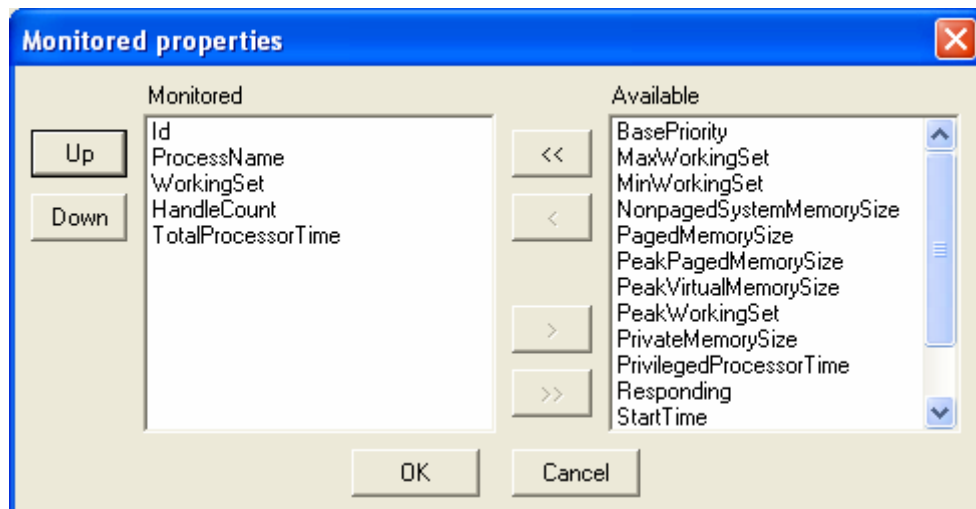 Monitored properties
Monitored
Available
Up
Down
Id
ProcessName
WorkingSet
HandleCount
TotalProcessorTime
<<
<
>
>>
BasePriority
MaxWorkingSet
MinWorkingSet
NonpagedSystemMemorySize
PagedMemorySize
PeakPagedMemorySize
PeakVirtualMemorySize
PeakWorkingSet
PrivateMemorySize
PrivilegedProcessorTime
Responding
StartTime
OK
Cancel